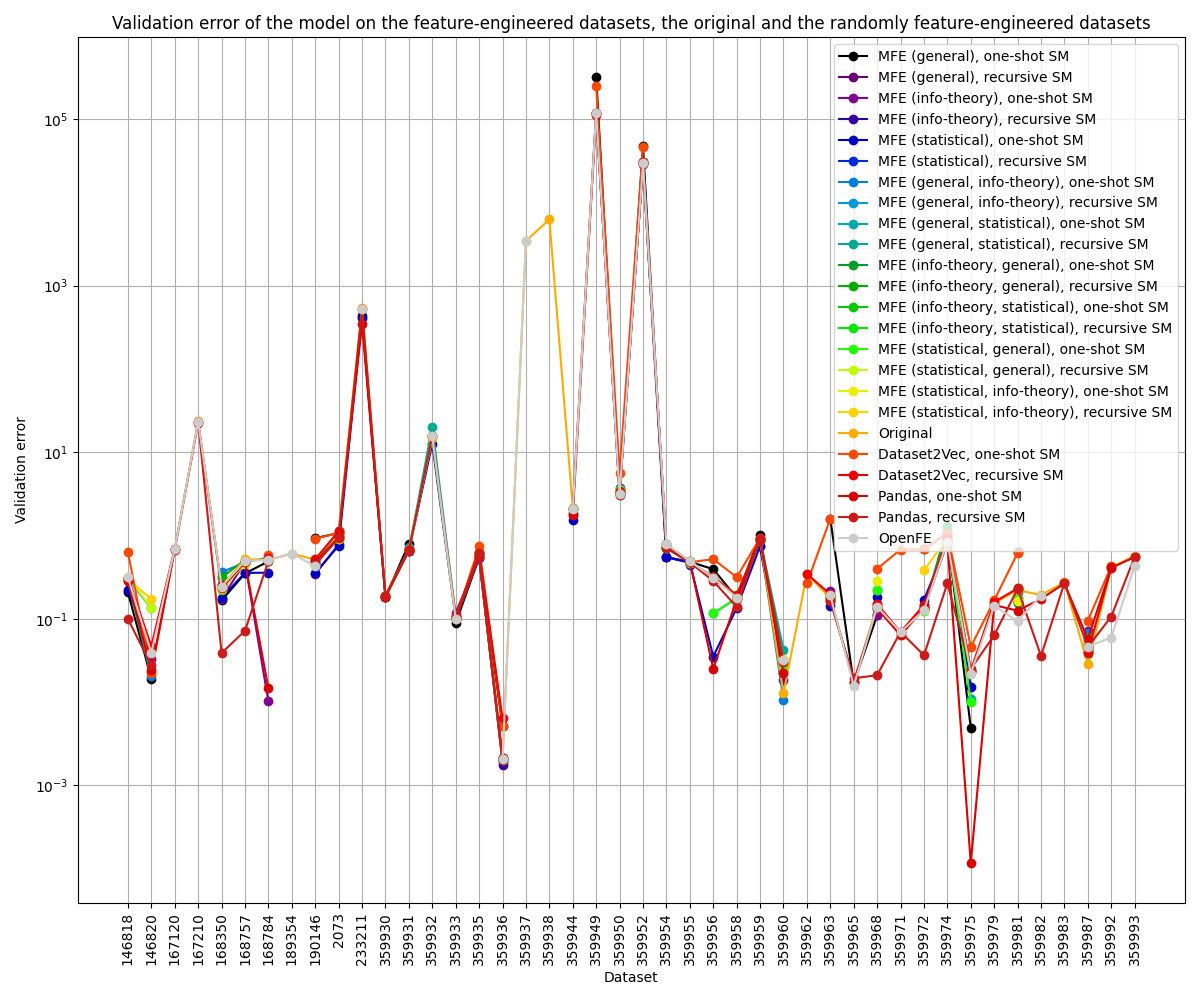 Validation error of the model on the feature-engineered datasets, the original and the randomly feature-engineered datasets
MFE (general), one-shot SM
MFE (general), recursive SM
MFE (info-theory), one-shot SM
MFE (info-theory), recursive SM
MFE (statistical), one-shot SM
MFE (statistical), recursive SM
MFE (general, info-theory), one-shot SM
MFE (general, info-theory), recursive SM
MFE (general, statistical), one-shot SM
MFE (general, statistical), recursive SM
MFE (info-theory, general), one-shot SM
MFE (info-theory, general), recursive SM
MFE (info-theory, statistical), one-shot SM
MFE (info-theory, statistical), recursive SM
MFE (statistical, general), one-shot SM
MFE (statistical, general), recursive SM
MFE (statistical, info-theory), one-shot SM
MFE (statistical, info-theory), recursive SM
Original
Dataset2Vec, one-shot SM
Dataset2Vec, recursive SM
Pandas, one-shot SM
Pandas, recursive SM
OpenFE
Validation error
10⁵
10³
10¹
10⁻¹
10⁻³
146818
146820
167120
167210
168350
168757
168784
189354
190146
2073
233211
359930
359931
359932
359933
359935
359936
359937
359938
359944
359949
359950
359952
359954
359955
359956
359958
359959
359960
359962
359963
359965
359968
359971
359972
359974
359975
359979
359981
359982
359983
359987
359992
359993
Dataset